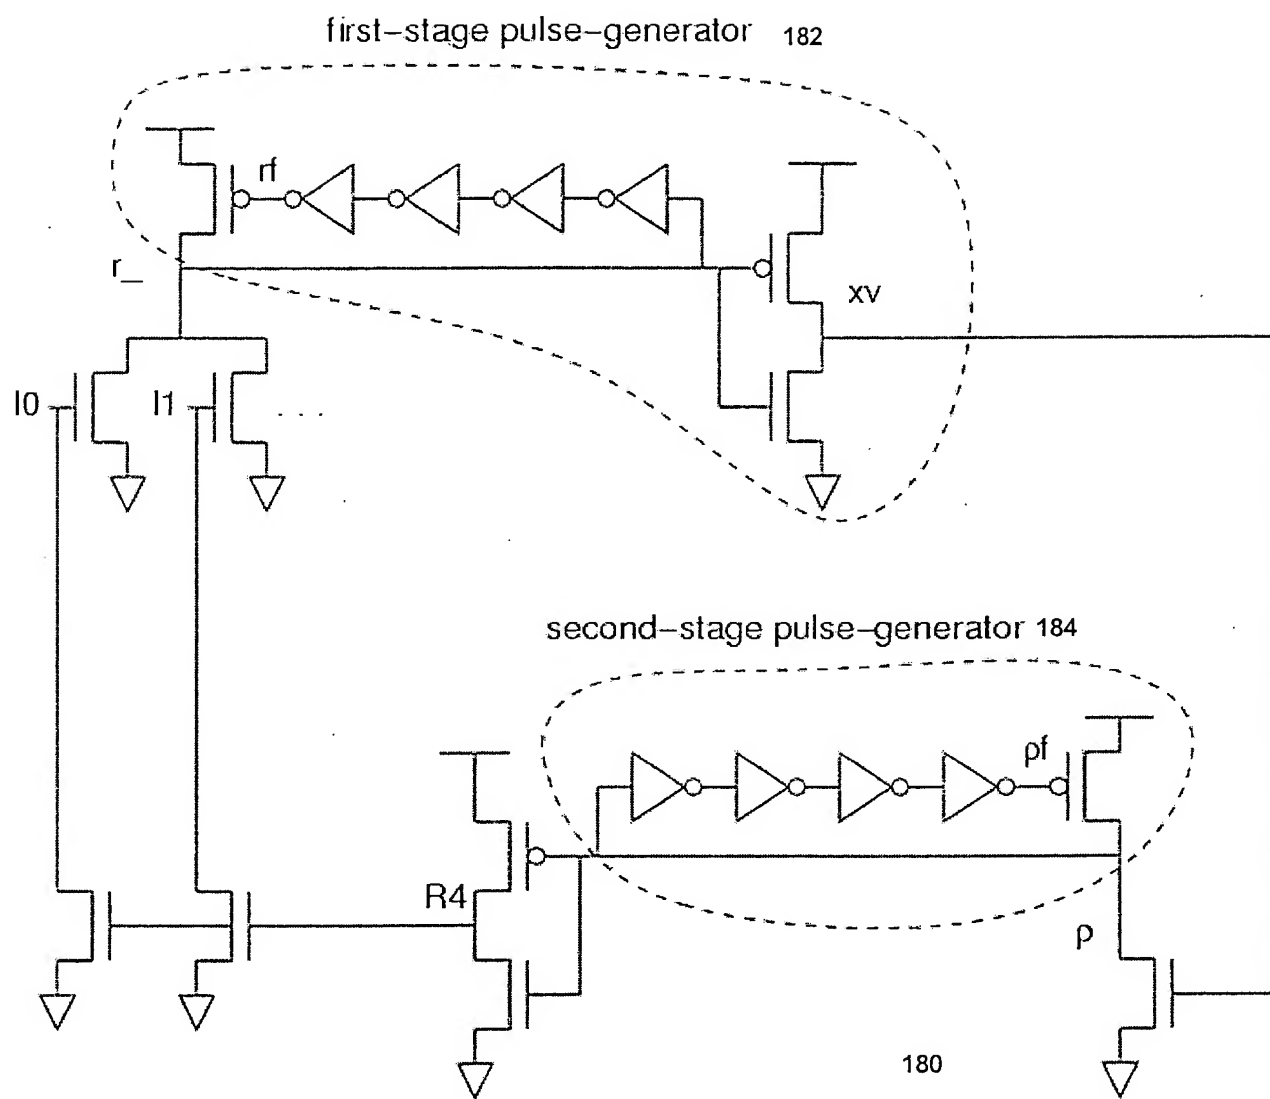 first–stage pulse–generator 182
rf
r_
xv
I0
I1
. . .
second–stage pulse–generator 184
ρf
R4
ρ
180